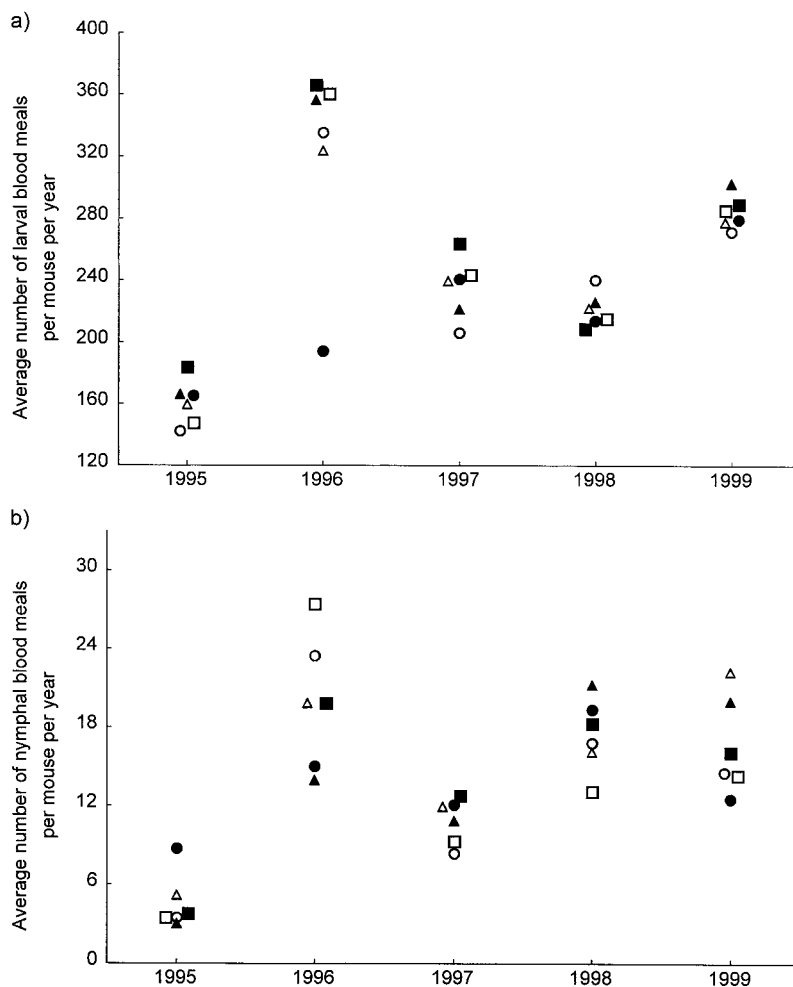 a)
Average number of larval blood meals
per mouse per year
400
360
320
280
240
200
160
120
1995 1996 1997 1998 1999
b)
Average number of nymphal blood meals
per mouse per year
30
24
18
12
6
0
1995 1996 1997 1998 1999